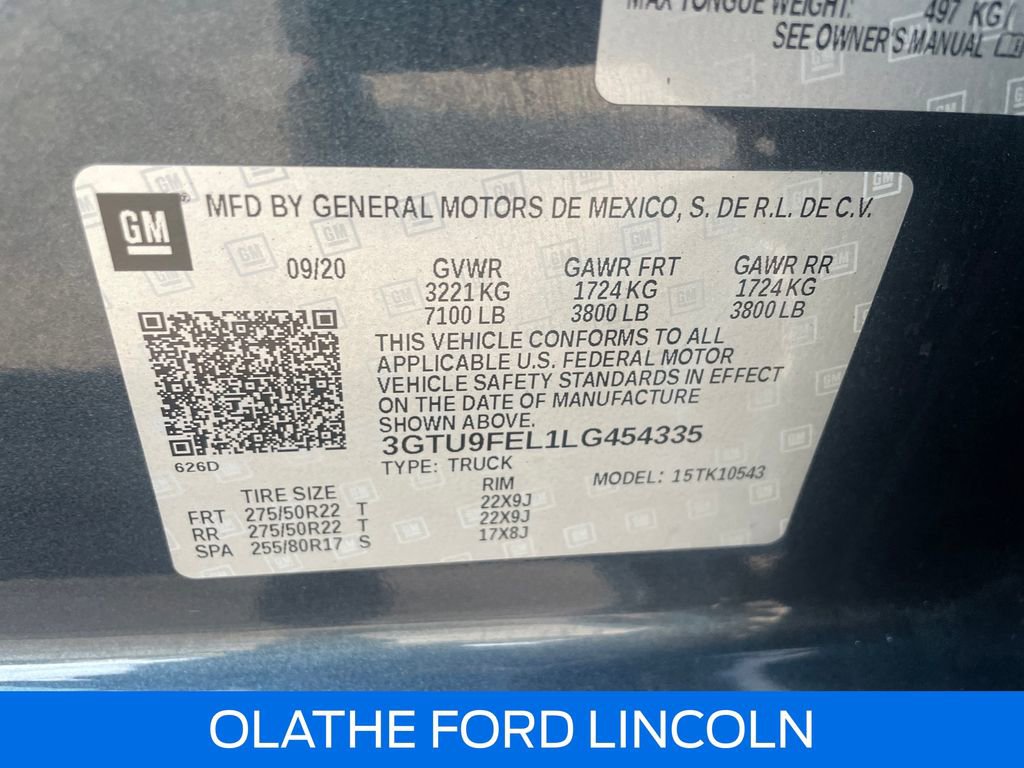 MAX TONGUE WEIGHT: 497 KG/
SEE OWNER'S MANUAL
GM
MFD BY GENERAL MOTORS DE MEXICO, S. DE R.L. DE C.V.
09/20 GVWR GAWR FRT GAWR RR
3221 KG 1724 KG 1724 KG
7100 LB 3800 LB 3800 LB
THIS VEHICLE CONFORMS TO ALL
APPLICABLE U.S. FEDERAL MOTOR
VEHICLE SAFETY STANDARDS IN EFFECT
ON THE DATE OF MANUFACTURE
SHOWN ABOVE.
3GTU9FEL1LG454335
626D
TYPE: TRUCK MODEL: 15TK10543
TIRE SIZE RIM
FRT 275/50R22 T 22X9J
RR 275/50R22 T 22X9J
SPA 255/80R17 S 17X8J
OLATHE FORD LINCOLN